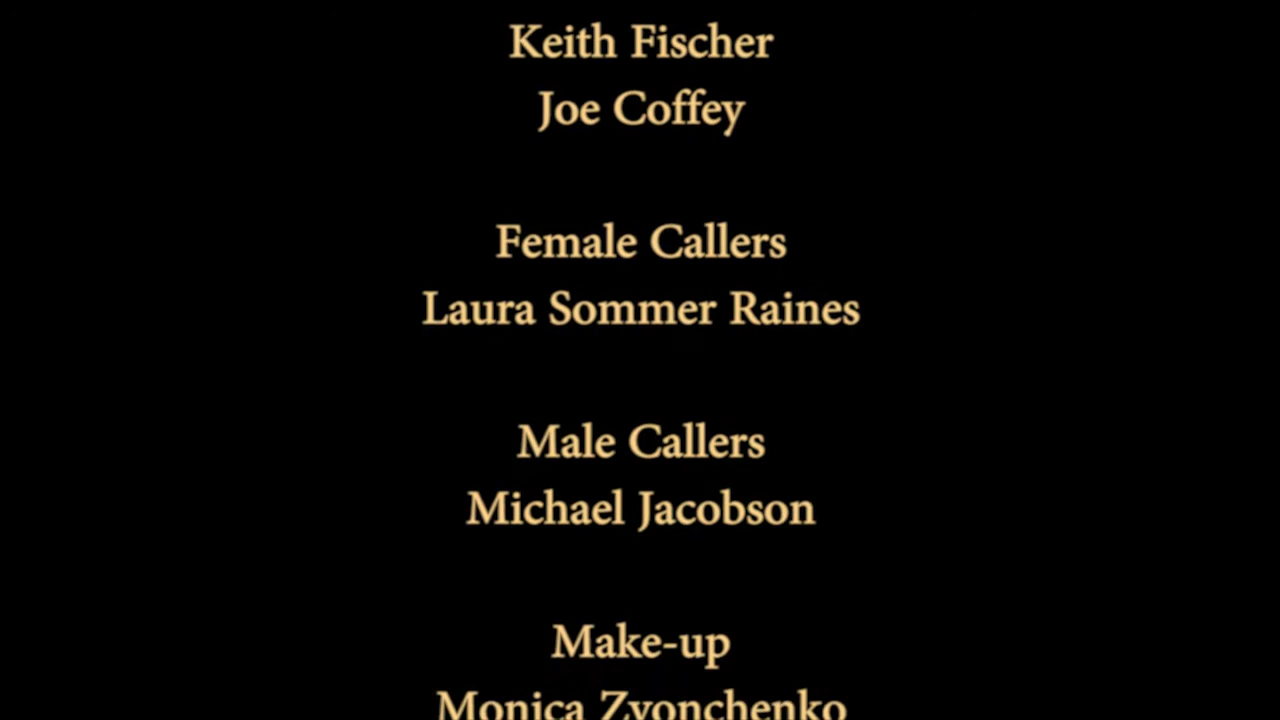 Keith Fischer
Joe Coffey
Female Callers
Laura Sommer Raines
Male Callers
Michael Jacobson
Make-up
Monica Zvonchenko